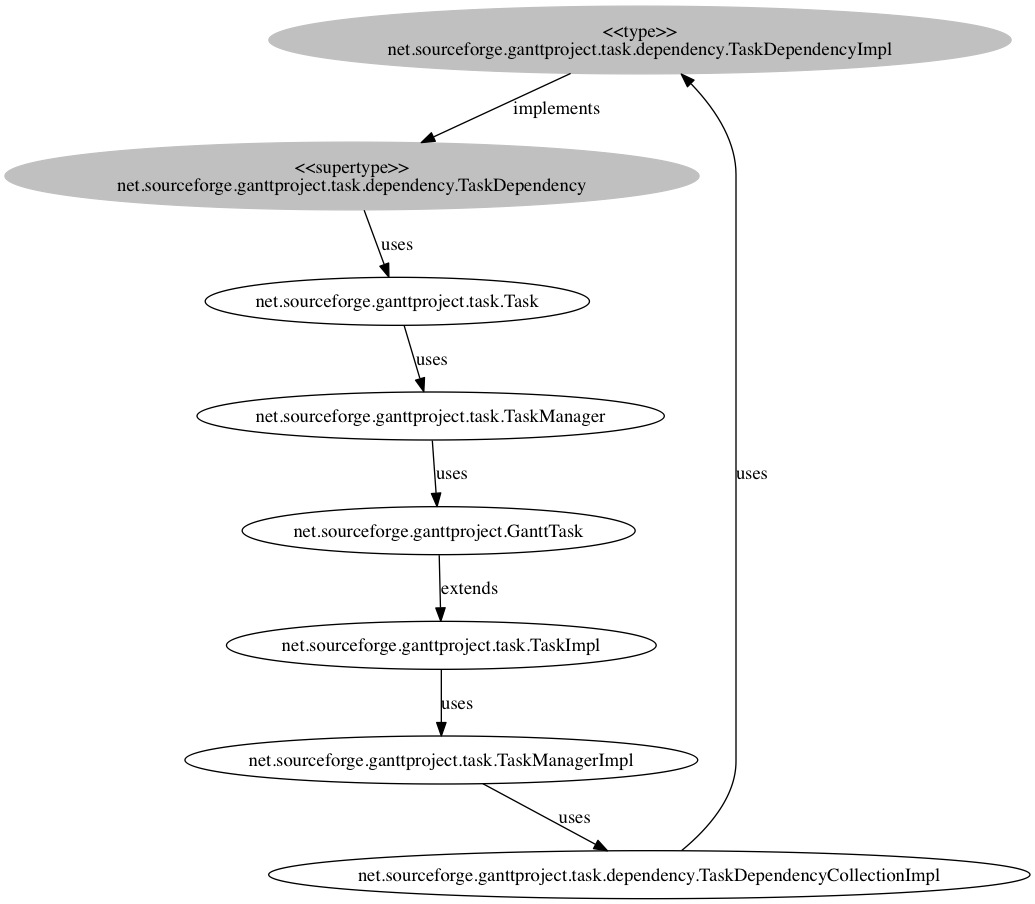 <<type>>
net.sourceforge.ganttproject.task.dependency.TaskDependencyImpl
implements
<<supertype>>
net.sourceforge.ganttproject.task.dependency.TaskDependency
uses
net.sourceforge.ganttproject.task.Task
uses
net.sourceforge.ganttproject.task.TaskManager
uses
uses
net.sourceforge.ganttproject.GanttTask
extends
net.sourceforge.ganttproject.task.TaskImpl
uses
net.sourceforge.ganttproject.task.TaskManagerImpl
uses
net.sourceforge.ganttproject.task.dependency.TaskDependencyCollectionImpl